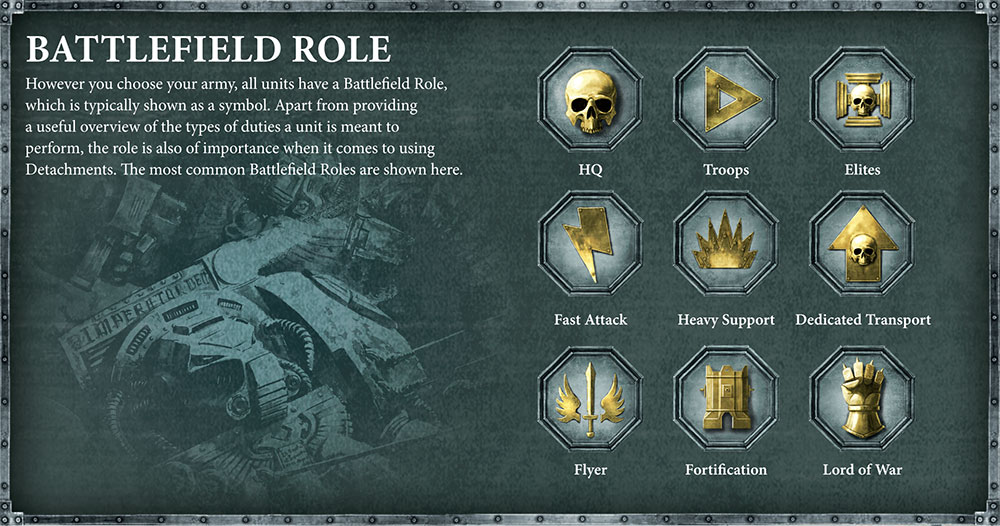 BATTLEFIELD ROLE
However you choose your army, all units have a Battlefield Role,
which is typically shown as a symbol. Apart from providing
a useful overview of the types of duties a unit is meant to
perform, the role is also of importance when it comes to using
Detachments. The most common Battlefield Roles are shown here.
HQ
Troops
Elites
Fast Attack
Heavy Support
Dedicated Transport
Flyer
Fortification
Lord of War